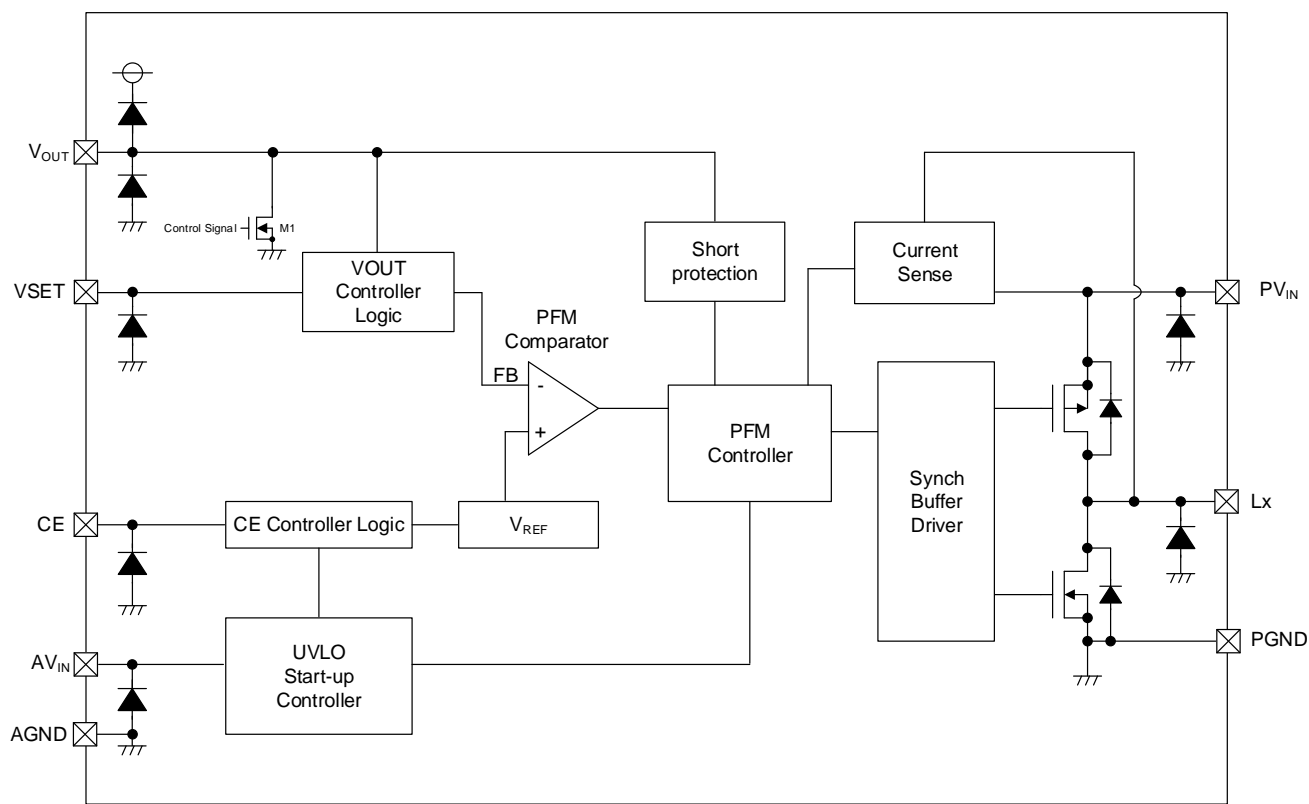 VOUT
Control Signal
M1
VSET
VOUT
Controller
Logic
Short
protection
Current
Sense
PVIN
PFM
Comparator
FB
-
+
PFM
Controller
Synch
Buffer
Driver
Lx
CE
CE Controller Logic
VREF
AVIN
UVLO
Start-up
Controller
PGND
AGND